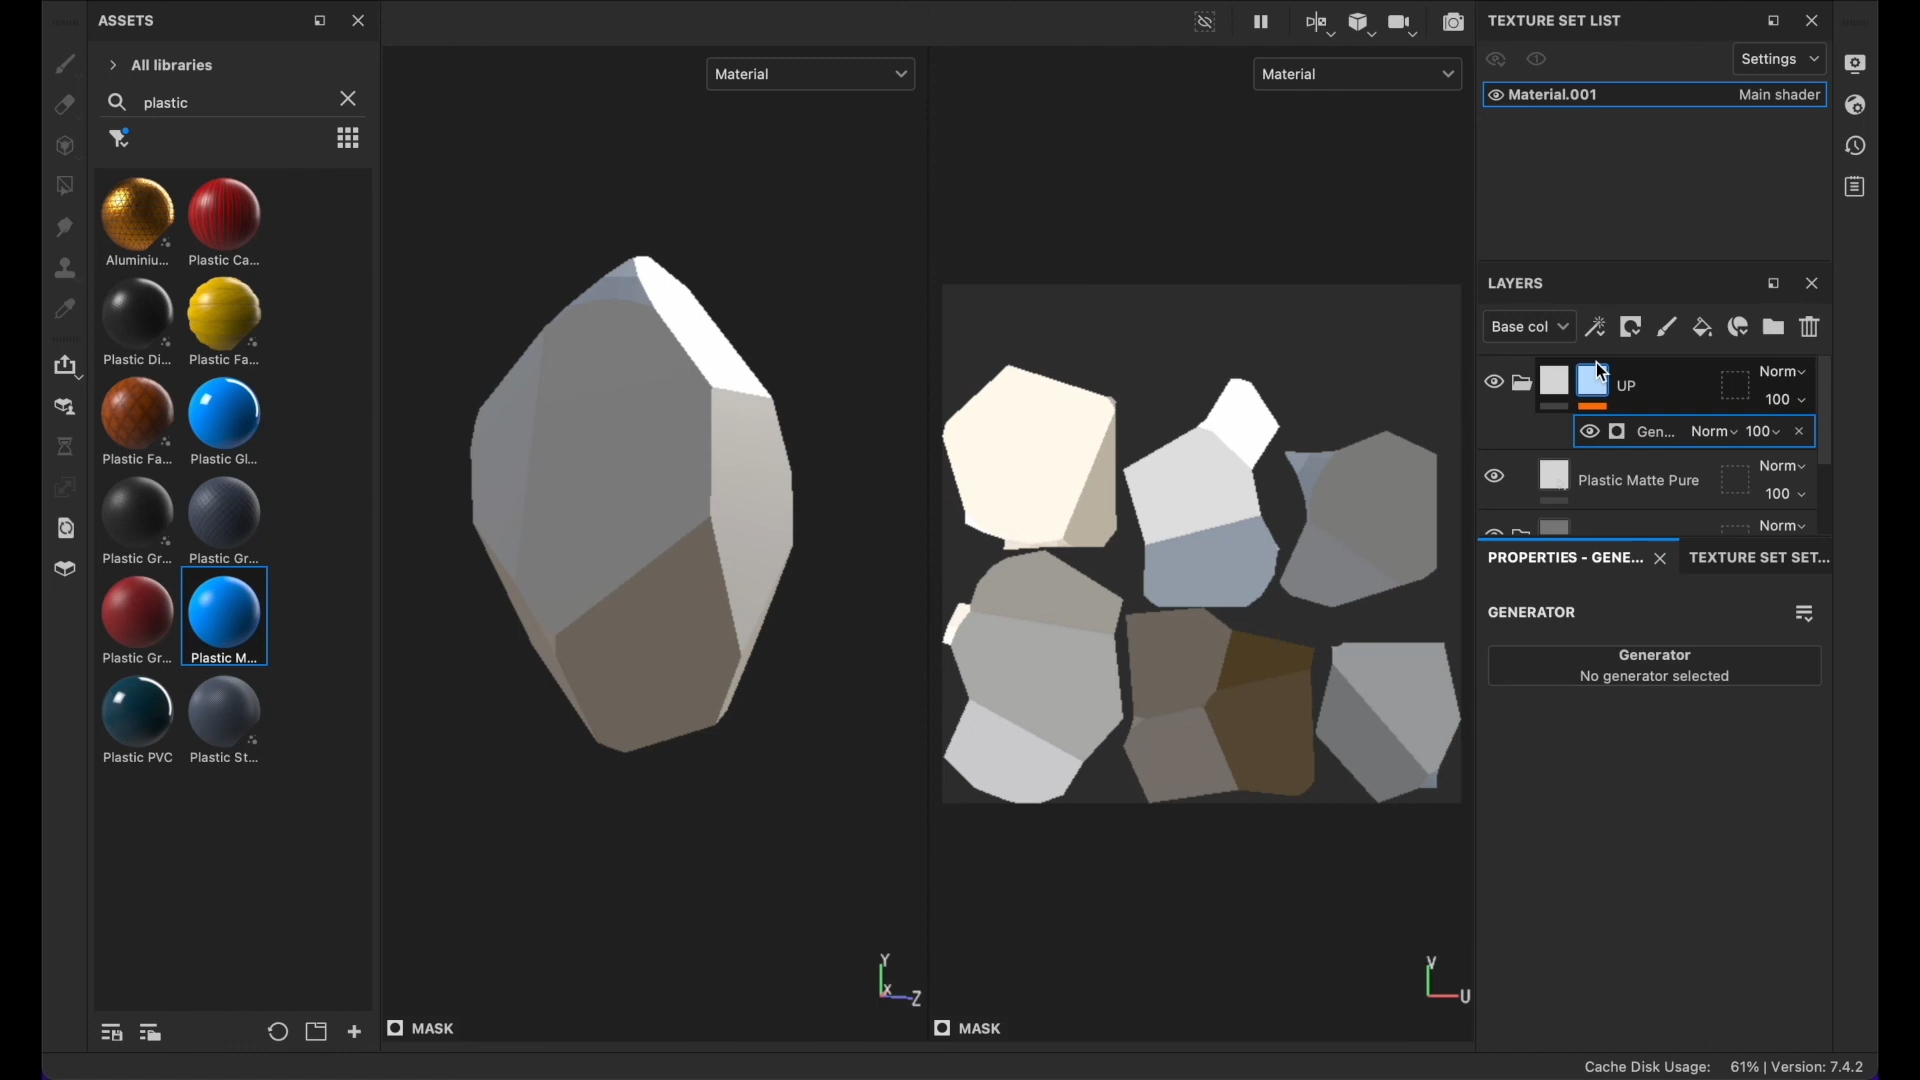 ASSETS
All libraries
plastic
Aluminiu...
Plastic Ca...
Plastic Di...
Plastic Fa...
Plastic Fa...
Plastic Gl...
Plastic Gr...
Plastic Gr...
Plastic Gr...
Plastic M...
Plastic PVC
Plastic St...
Material
Material
Y
X
Z
V
U
MASK
MASK
TEXTURE SET LIST
Settings
Material.001 Main shader
LAYERS
Base col
UP
Norm
100
Gen... Norm 100
Plastic Matte Pure
Norm
100
Norm
PROPERTIES - GENE... TEXTURE SET SET...
GENERATOR
Generator
No generator selected
Cache Disk Usage: 61% | Version: 7.4.2